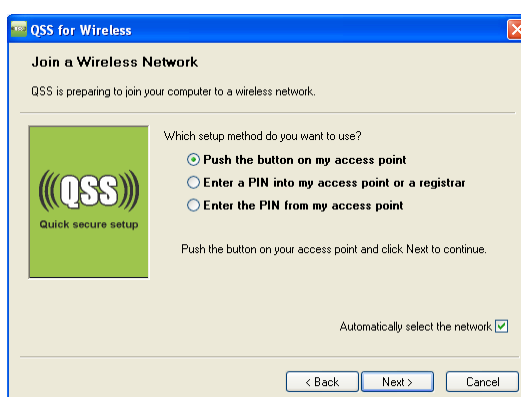 QSS for Wireless
Join a Wireless Network
QSS is preparing to join your computer to a wireless network.
Which setup method do you want to use?
Push the button on my access point
Enter a PIN into my access point or a registrar
Enter the PIN from my access point
QSS
Quick secure setup
Push the button on your access point and click Next to continue.
Automatically select the network
< Back
Next >
Cancel